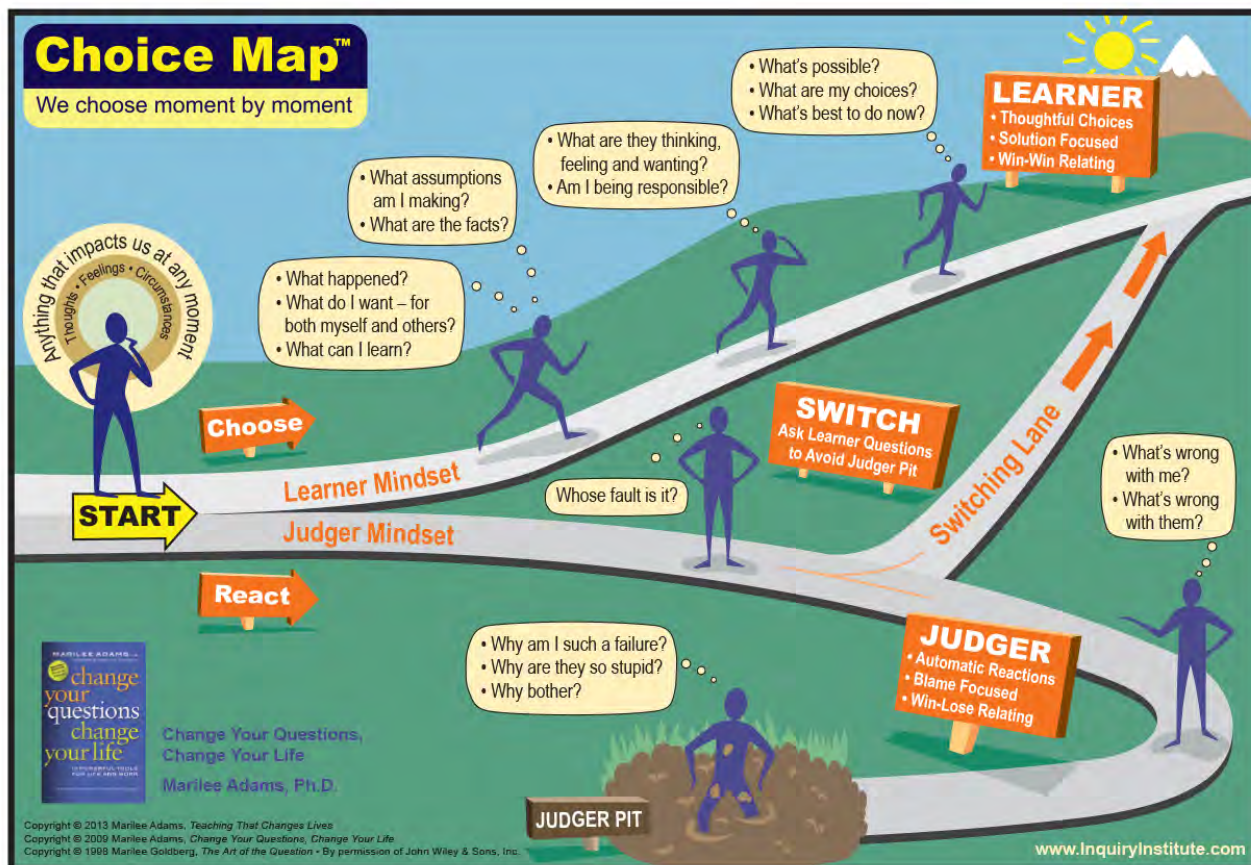 Choice Map™
We choose moment by moment
• What's possible?
• What are my choices?
• What's best to do now?
LEARNER
• Thoughtful Choices
• Solution Focused
• Win-Win Relating
• What are they thinking,
feeling and wanting?
• Am I being responsible?
• What assumptions
am I making?
• What are the facts?
Anything that impacts us at any moment
Thoughts • Feelings • Circumstances
• What happened?
• What do I want – for
both myself and others?
• What can I learn?
Choose
START
Learner Mindset
Judger Mindset
React
Whose fault is it?
SWITCH
Ask Learner Questions
to Avoid Judger Pit
Switching Lane
• What's wrong
with me?
• What's wrong
with them?
JUDGER
• Automatic Reactions
• Blame Focused
• Win-Lose Relating
• Why am I such a failure?
• Why are they so stupid?
• Why bother?
JUDGER PIT
MARILEE ADAMS
change
your
questions
change
your life
Change Your Questions,
Change Your Life
Marilee Adams, Ph.D.
Copyright © 2013 Marilee Adams, Teaching That Changes Lives
Copyright © 2009 Marilee Adams, Change Your Questions, Change Your Life
Copyright © 1998 Marilee Goldberg, The Art of the Question • By permission of John Wiley & Sons, Inc.
www.InquiryInstitute.com